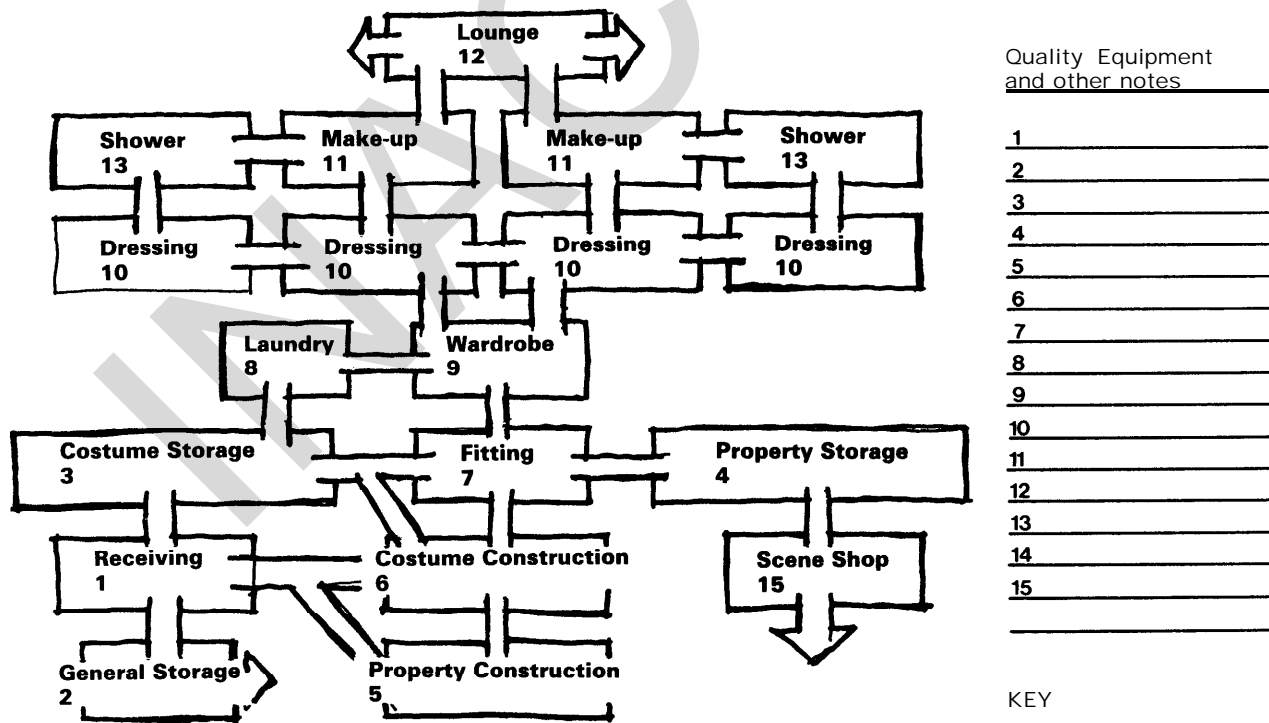 Lounge
12
Shower
13
Make-up
11
Make-up
11
Shower
13
Dressing
10
Dressing
10
Dressing
10
Dressing
10
Laundry
8
Wardrobe
9
Costume Storage
3
Fitting
7
Property Storage
4
Receiving
1
Costume Construction
6
Scene Shop
15
General Storage
2
Property Construction
5
Quality Equipment
and other notes
1
2
3
4
5
6
7
8
9
10
11
12
13
14
15
KEY
INAC